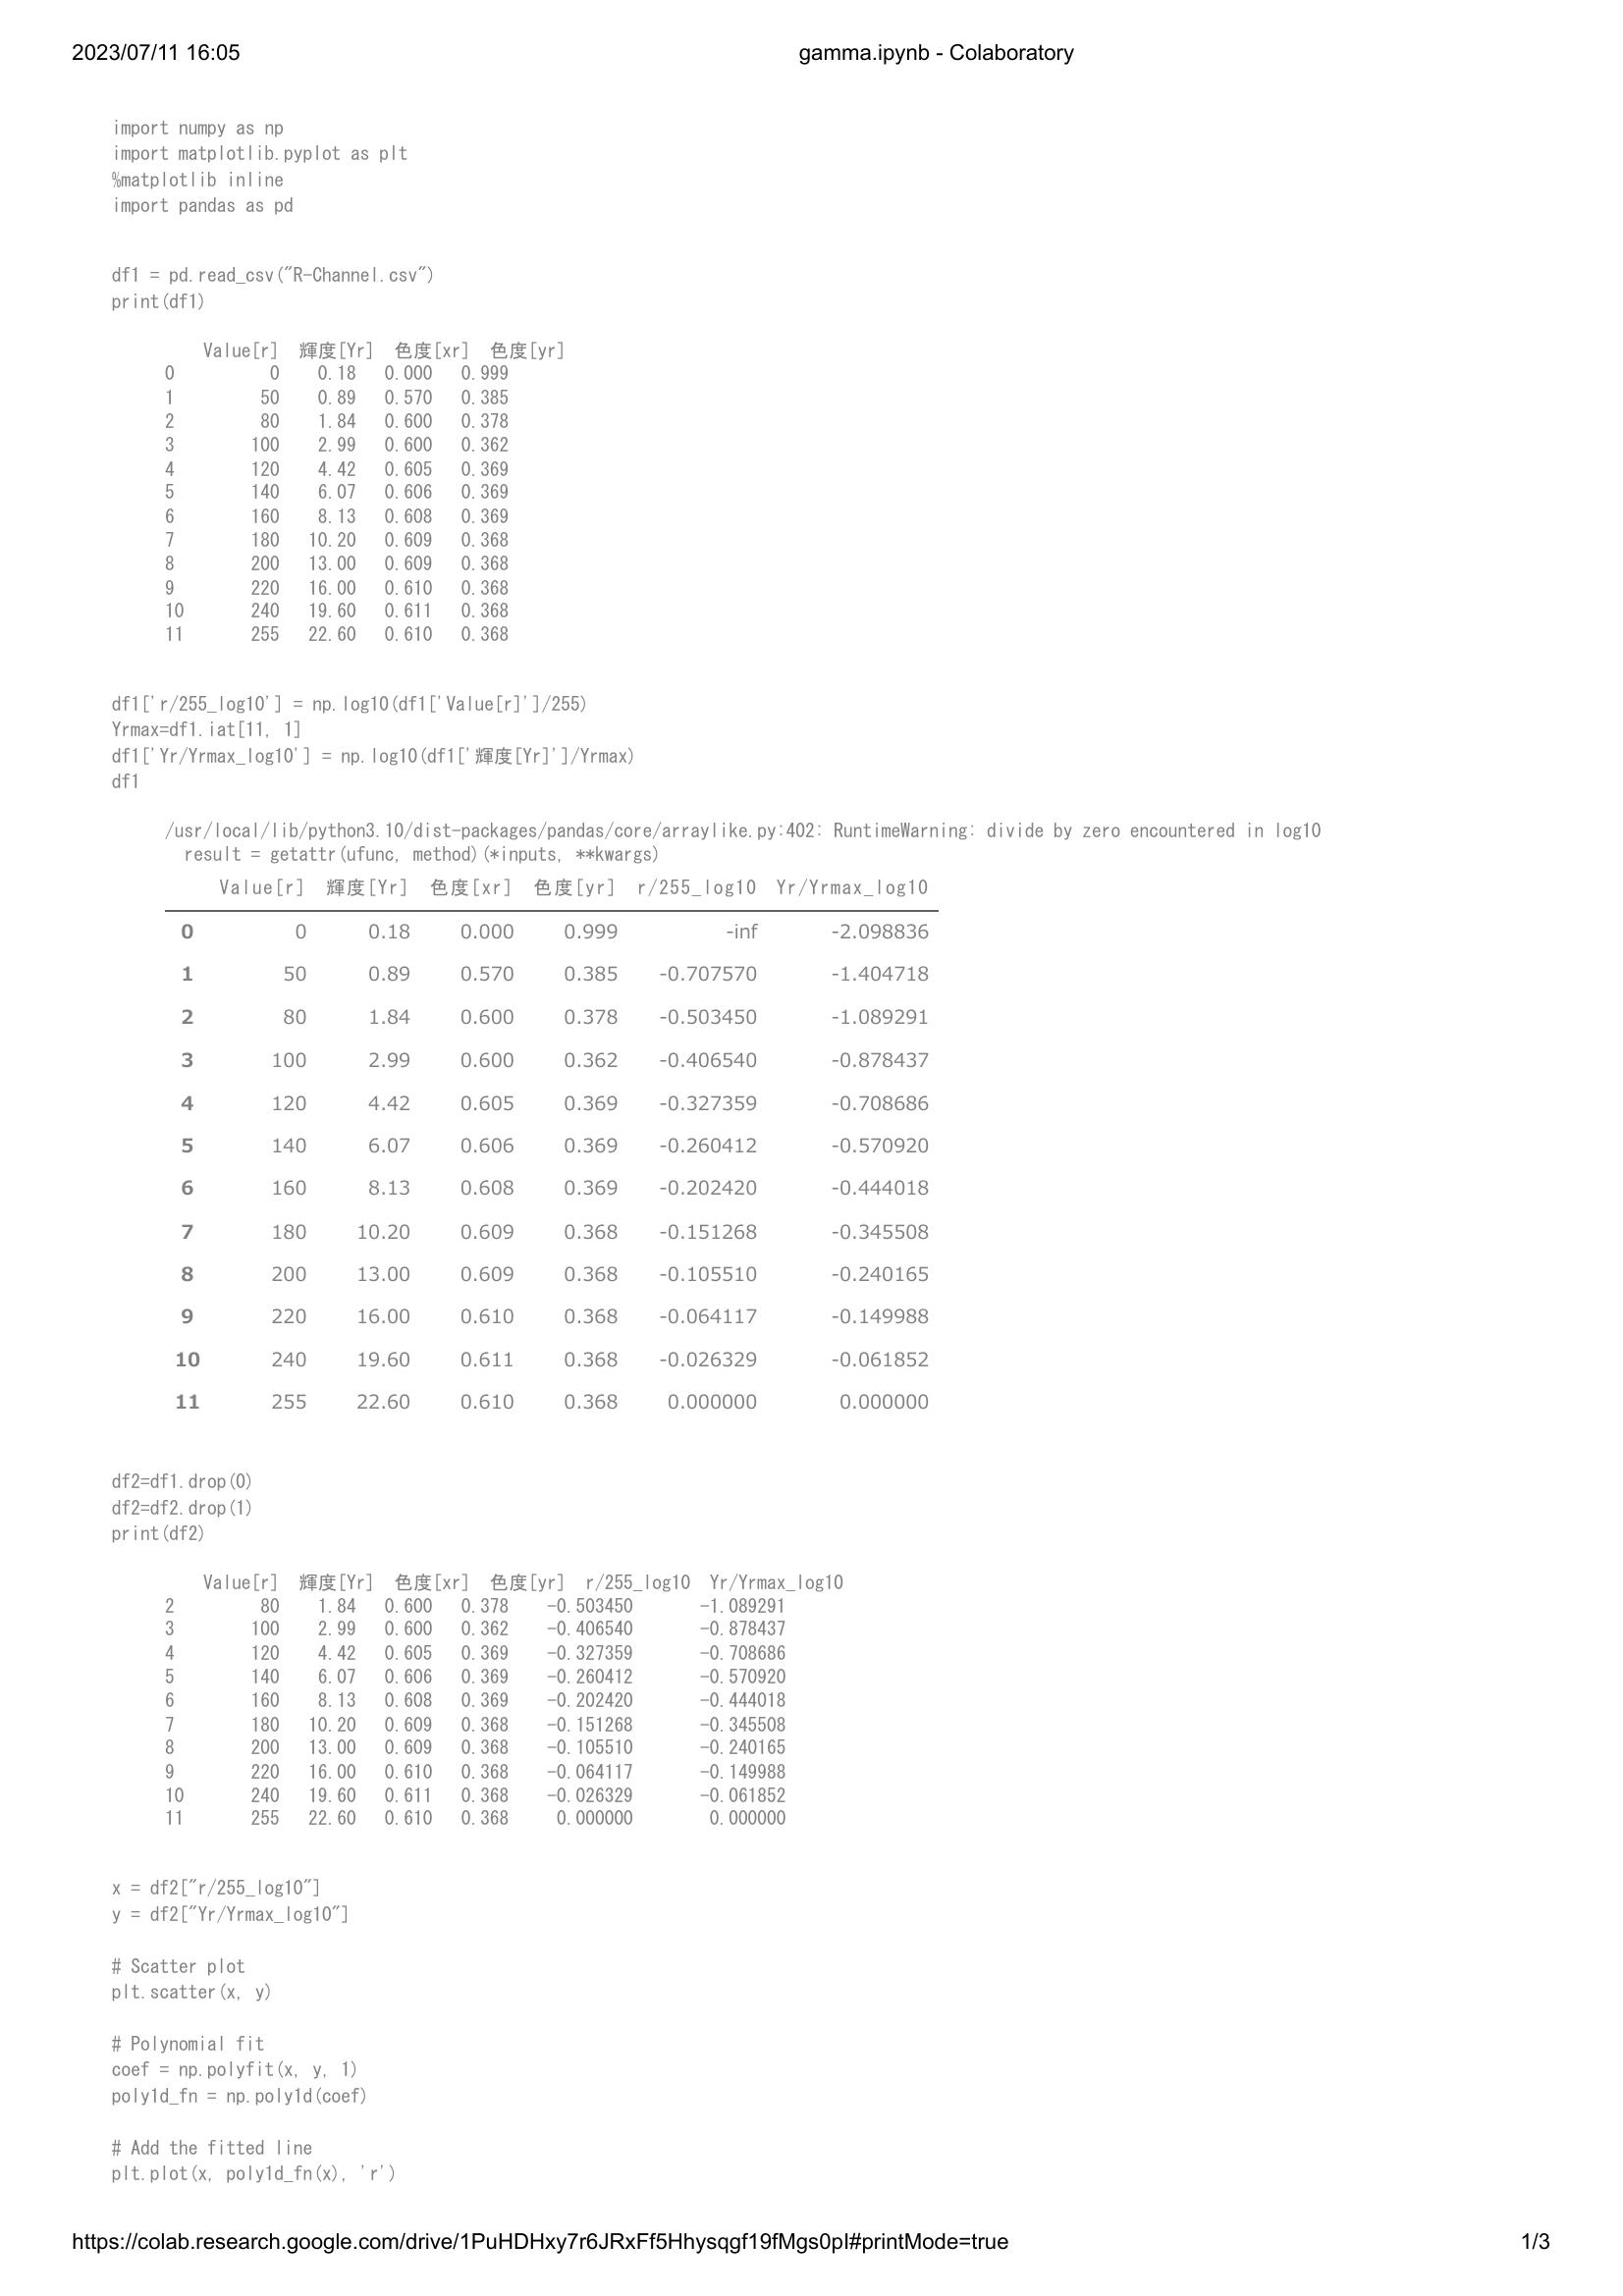 2023/07/11 16:05 gamma.ipynb - Colaboratory
import numpy as np
import matplotlib.pyplot as plt
%matplotlib inline
import pandas as pd
df1 = pd.read_csv("R-Channel.csv")
print(df1)
Value[r] 輝度[Yr] 色度[xr] 色度[yr]
0 0 0.18 0.000 0.999
1 50 0.89 0.570 0.385
2 80 1.84 0.600 0.378
3 100 2.99 0.600 0.362
4 120 4.42 0.605 0.369
5 140 6.07 0.606 0.369
6 160 8.13 0.608 0.369
7 180 10.20 0.609 0.368
8 200 13.00 0.609 0.368
9 220 16.00 0.610 0.368
10 240 19.60 0.611 0.368
11 255 22.60 0.610 0.368
df1['r/255_log10'] = np.log10(df1['Value[r]']/255)
Yrmax=df1.iat[11, 1]
df1['Yr/Yrmax_log10'] = np.log10(df1['輝度[Yr]']/Yrmax)
df1
/usr/local/lib/python3.10/dist-packages/pandas/core/arraylike.py:402: RuntimeWarning: divide by zero encountered in log10
result = getattr(ufunc, method)(*inputs, **kwargs)
Value[r] 輝度[Yr] 色度[xr] 色度[yr] r/255_log10 Yr/Yrmax_log10
0 0 0.18 0.000 0.999 -inf -2.098836
1 50 0.89 0.570 0.385 -0.707570 -1.404718
2 80 1.84 0.600 0.378 -0.503450 -1.089291
3 100 2.99 0.600 0.362 -0.406540 -0.878437
4 120 4.42 0.605 0.369 -0.327359 -0.708686
5 140 6.07 0.606 0.369 -0.260412 -0.570920
6 160 8.13 0.608 0.369 -0.202420 -0.444018
7 180 10.20 0.609 0.368 -0.151268 -0.345508
8 200 13.00 0.609 0.368 -0.105510 -0.240165
9 220 16.00 0.610 0.368 -0.064117 -0.149988
10 240 19.60 0.611 0.368 -0.026329 -0.061852
11 255 22.60 0.610 0.368 0.000000 0.000000
df2=df1.drop(0)
df2=df2.drop(1)
print(df2)
Value[r] 輝度[Yr] 色度[xr] 色度[yr] r/255_log10 Yr/Yrmax_log10
2 80 1.84 0.600 0.378 -0.503450 -1.089291
3 100 2.99 0.600 0.362 -0.406540 -0.878437
4 120 4.42 0.605 0.369 -0.327359 -0.708686
5 140 6.07 0.606 0.369 -0.260412 -0.570920
6 160 8.13 0.608 0.369 -0.202420 -0.444018
7 180 10.20 0.609 0.368 -0.151268 -0.345508
8 200 13.00 0.609 0.368 -0.105510 -0.240165
9 220 16.00 0.610 0.368 -0.064117 -0.149988
10 240 19.60 0.611 0.368 -0.026329 -0.061852
11 255 22.60 0.610 0.368 0.000000 0.000000
x = df2["r/255_log10"]
y = df2["Yr/Yrmax_log10"]
# Scatter plot
plt.scatter(x, y)
# Polynomial fit
coef = np.polyfit(x, y, 1)
poly1d_fn = np.poly1d(coef)
# Add the fitted line
plt.plot(x, poly1d_fn(x), 'r')
https://colab.research.google.com/drive/1PuHDHxy7r6JRxFf5Hhysqgf19fMgs0pI#printMode=true 1/3